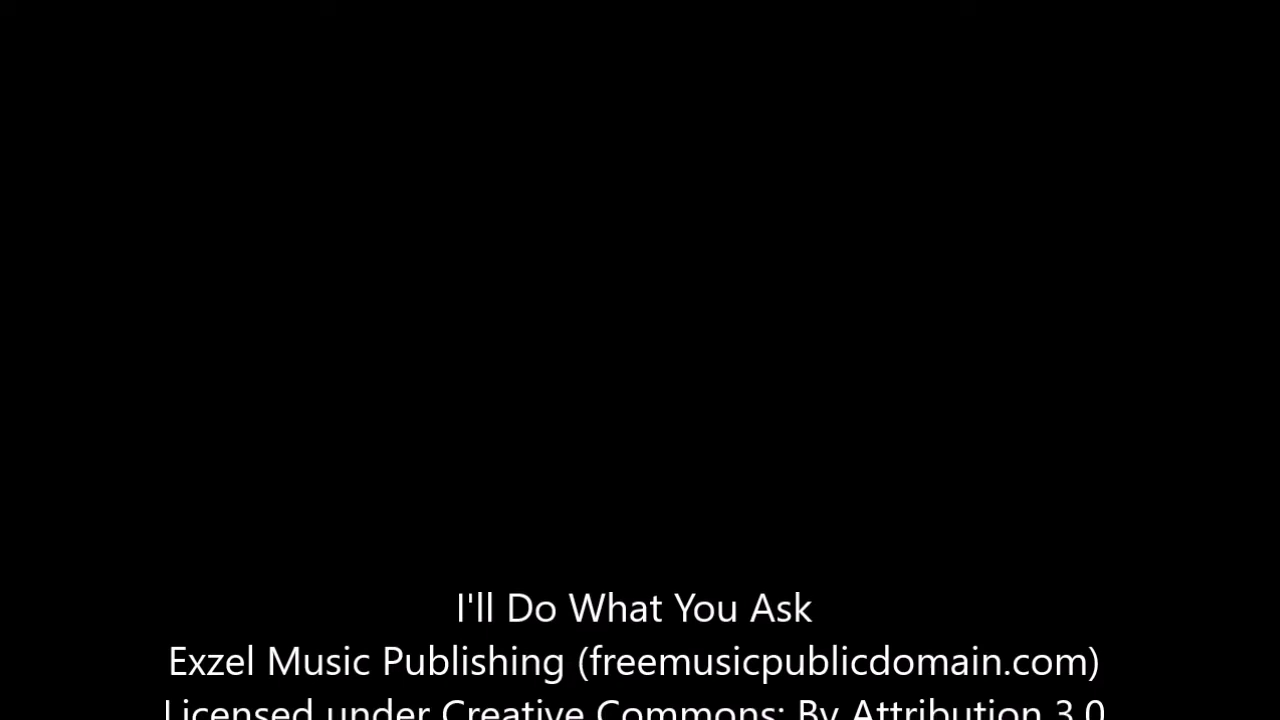 I'll Do What You Ask
Exzel Music Publishing (freemusicpublicdomain.com)
Licensed under Creative Commons: By Attribution 3.0